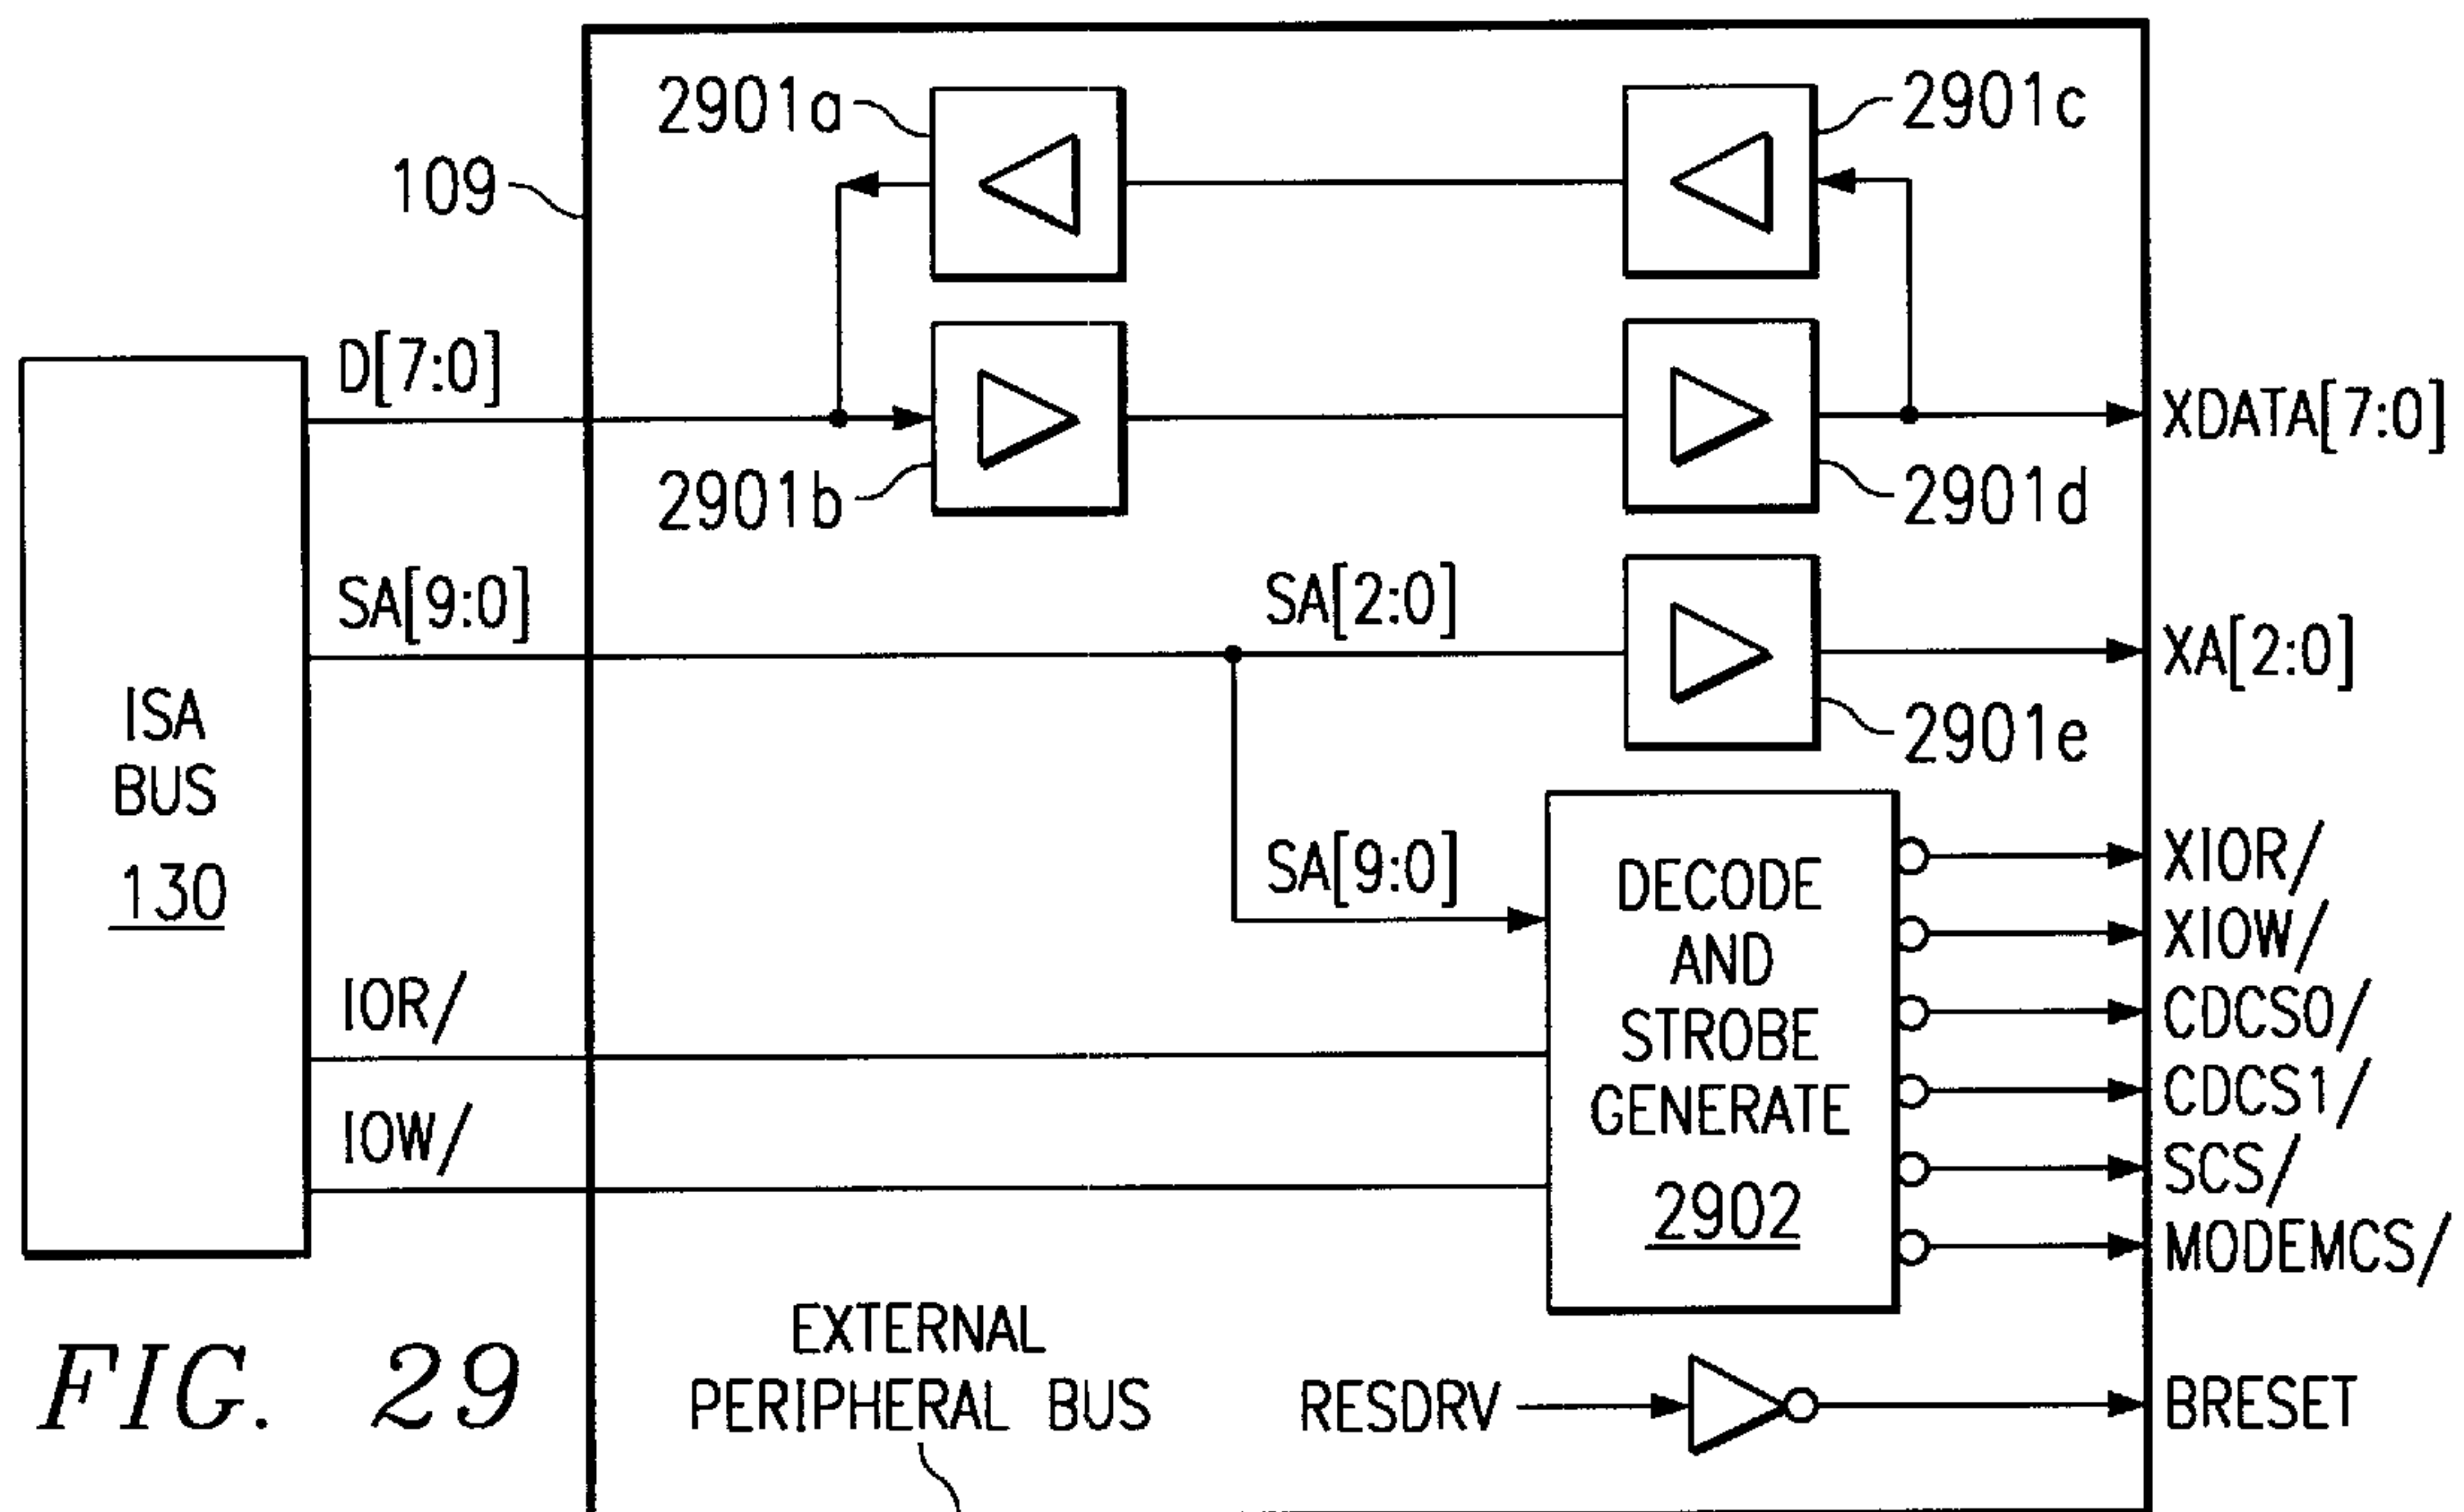 2901a
2901c
109
D[7:0]
2901b
2901d
XDATA[7:0]
SA[9:0]
SA[2:0]
XA[2:0]
2901e
ISA
BUS
130
SA[9:0]
DECODE
AND
STROBE
GENERATE
2902
XIOR/
XIOW/
CDCS0/
CDCS1/
SCS/
MODEMCS/
IOR/
IOW/
EXTERNAL
PERIPHERAL BUS
RESDRV
BRESET
FIG. 29